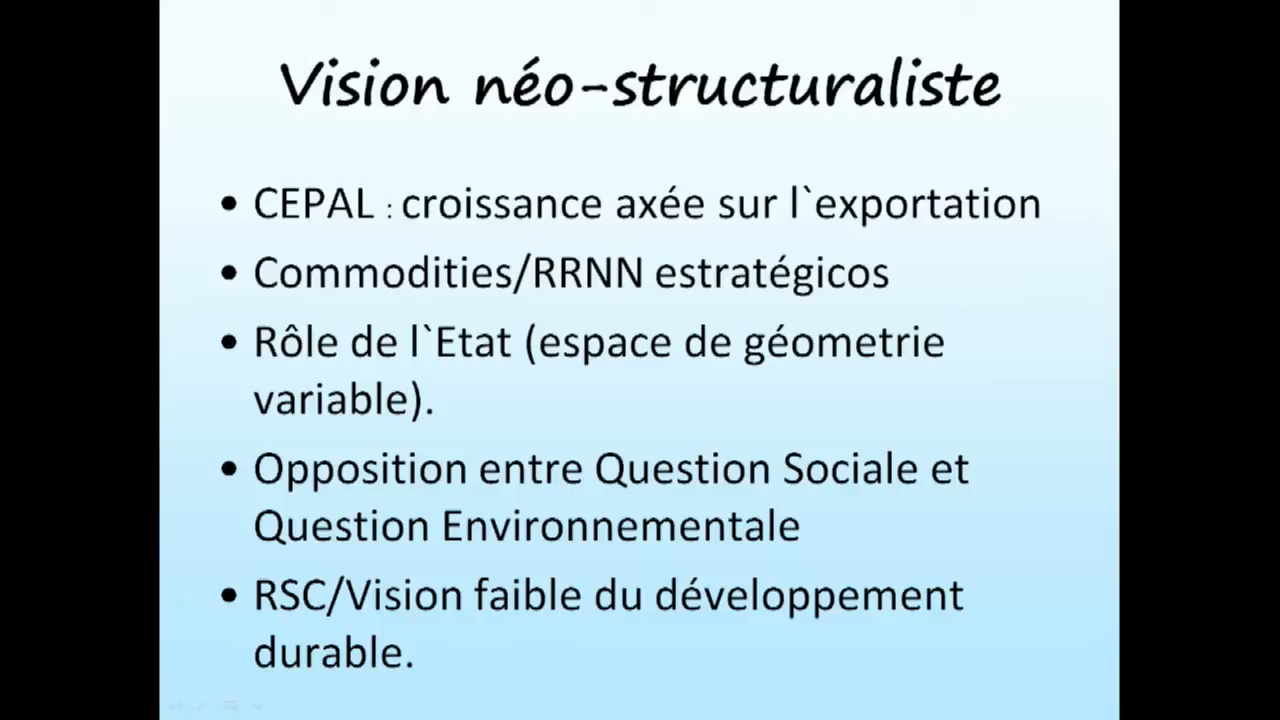 Vision néo-structuraliste
• CEPAL : croissance axée sur l`exportation
• Commodities/RRNN estratégicos
• Rôle de l`Etat (espace de géometrie
variable).
• Opposition entre Question Sociale et
Question Environnementale
• RSC/Vision faible du développement
durable.